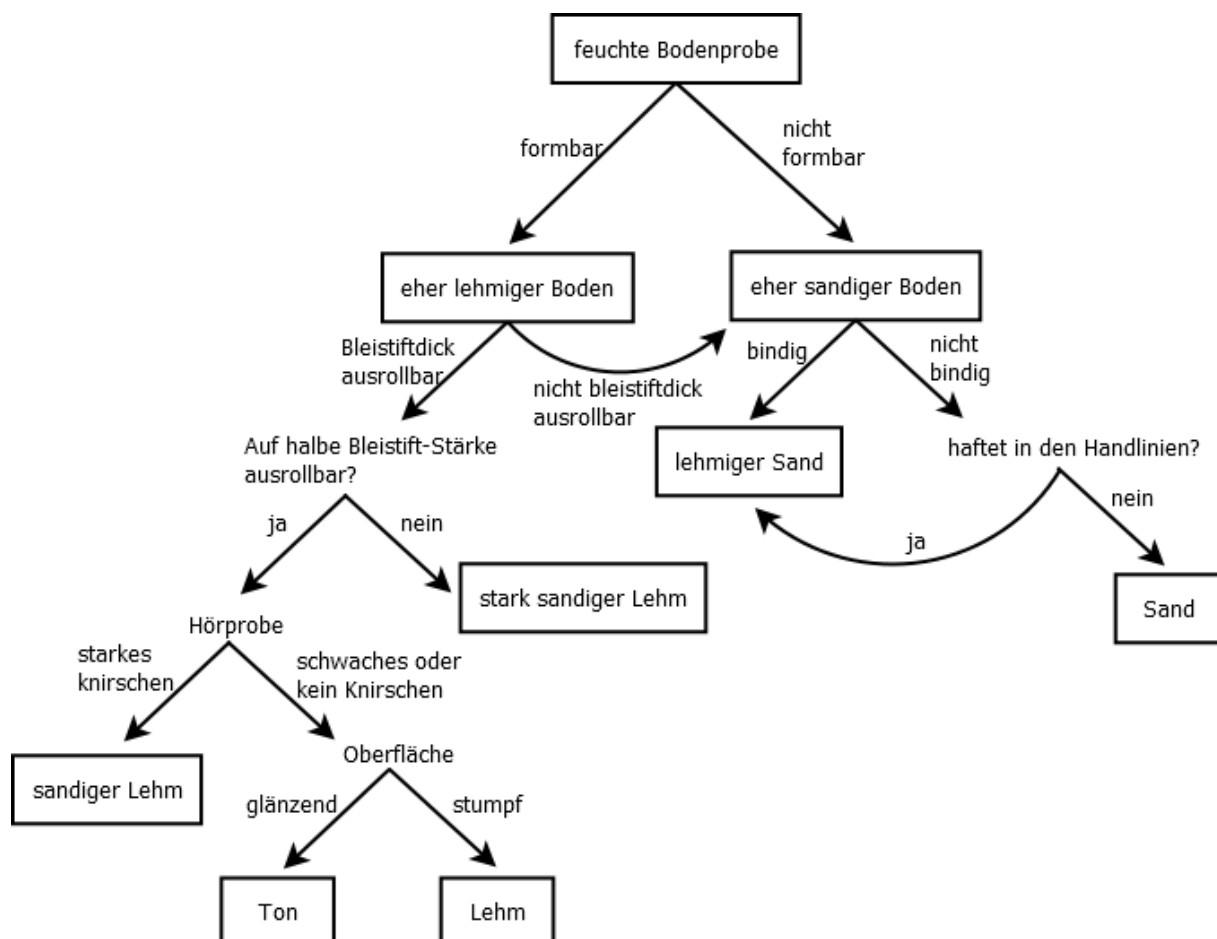 feuchte Bodenprobe
formbar
nicht
formbar
eher lehmiger Boden
eher sandiger Boden
Bleistiftdick
ausrollbar
nicht bleistiftdick
ausrollbar
bindig
nicht
bindig
Auf halbe Bleistift-Stärke
ausrollbar?
lehmiger Sand
haftet in den Handlinien?
ja
nein
ja
nein
stark sandiger Lehm
Sand
Hörprobe
starkes
knirschen
schwaches oder
kein Knirschen
sandiger Lehm
Oberfläche
glänzend
stumpf
Ton
Lehm